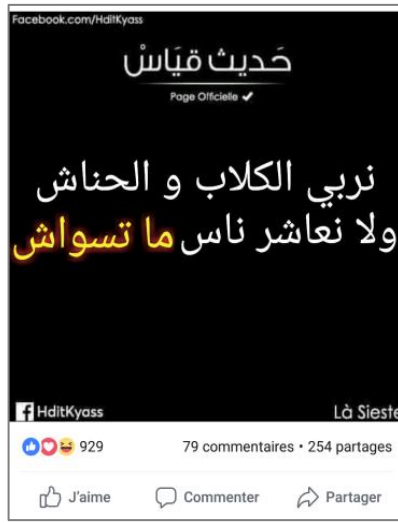 Facebook.com/HditKyass
حَديث قيَاسْ
Page Officielle ✔
نربي الكلاب و الحناش
ولا نعاشر ناس ما تسواش
f HditKyass
Là Sieste
929
79 commentaires • 254 partages
J'aime
Commenter
Partager